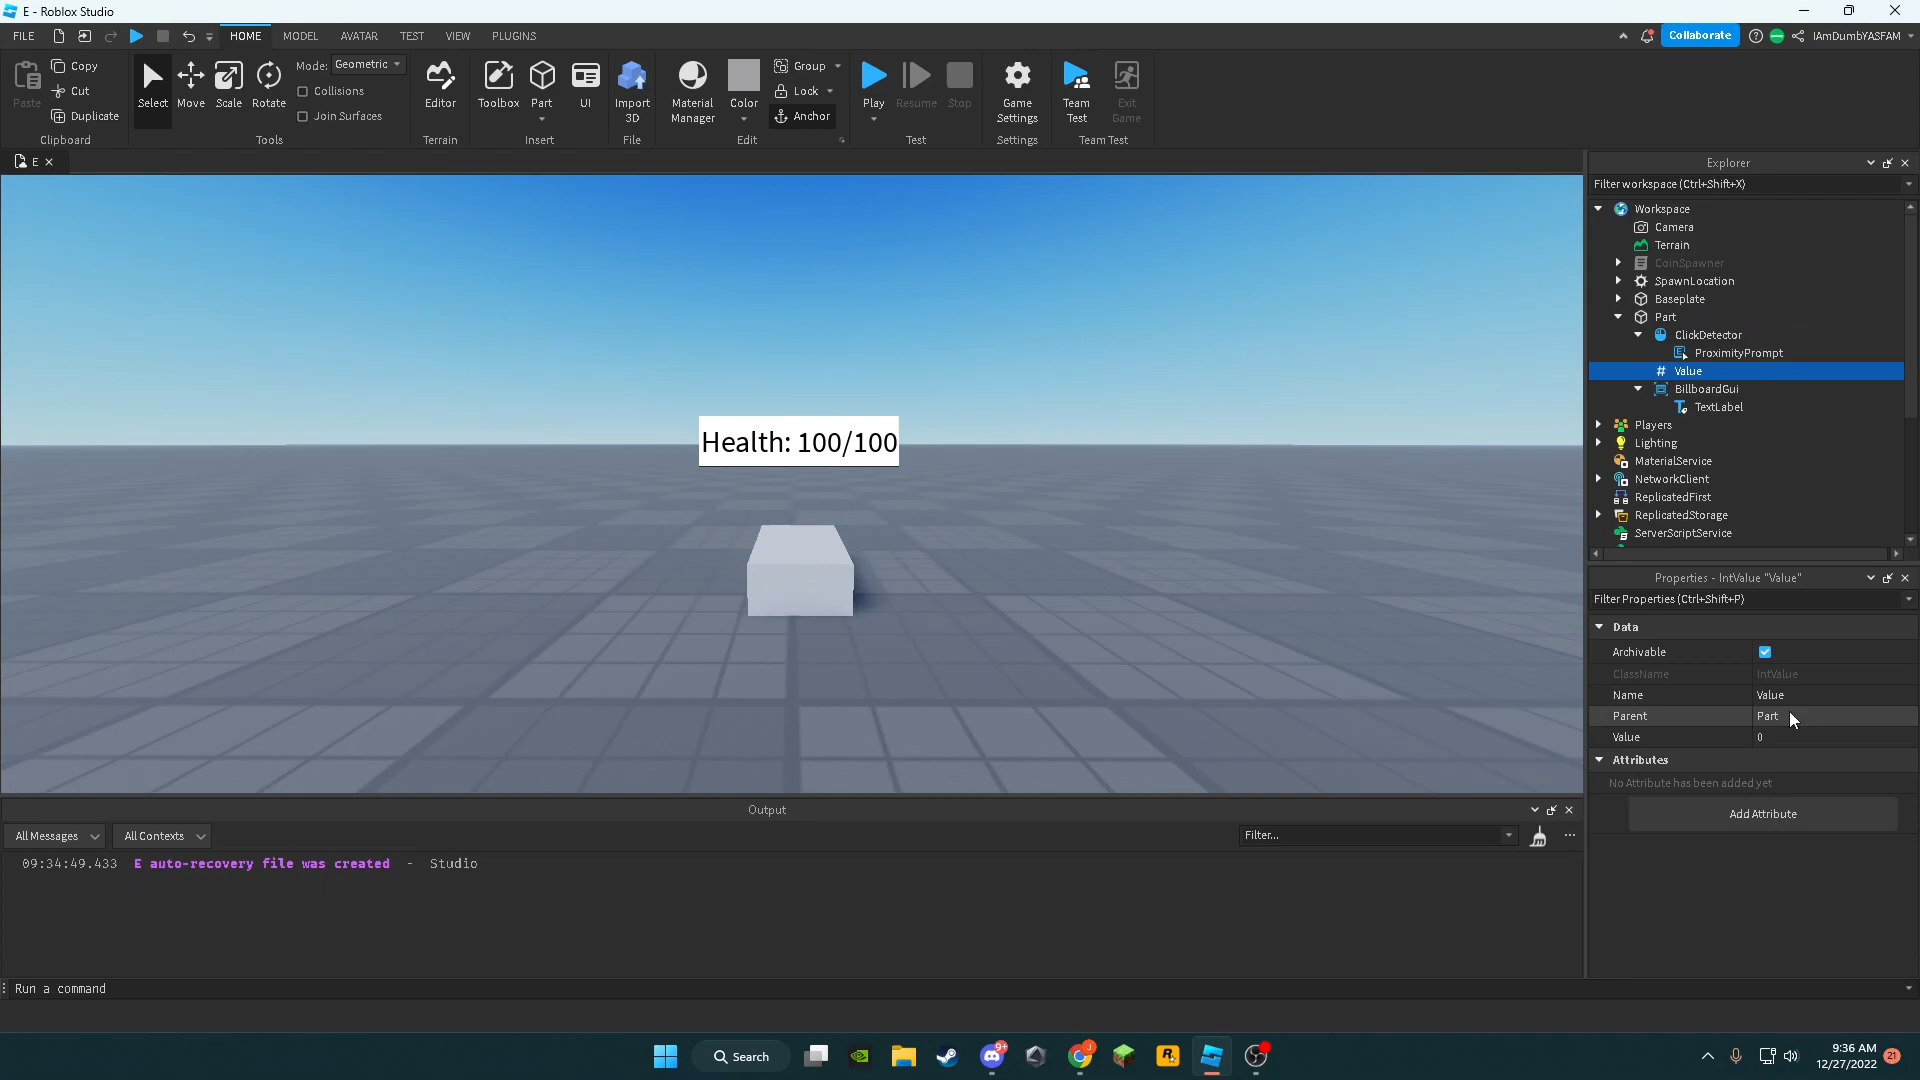 E - Roblox Studio
FILE HOME MODEL AVATAR TEST VIEW PLUGINS Collaborate IAmDumbYASFAM
Paste Copy Cut Duplicate Clipboard
Select Move Scale Rotate Mode: Geometric Collisions Join Surfaces Tools
Editor Terrain
Toolbox Part UI Insert
Import 3D File
Material Manager Color Group Lock Anchor Edit
Play Resume Stop Test
Game Settings Settings
Team Test Exit Game Team Test
E
Health: 100/100
Explorer
Filter workspace (Ctrl+Shift+X)
Workspace
Camera
Terrain
CoinSpawner
SpawnLocation
Baseplate
Part
ClickDetector
ProximityPrompt
# Value
BillboardGui
TextLabel
Players
Lighting
MaterialService
NetworkClient
ReplicatedFirst
ReplicatedStorage
ServerScriptService
Properties - IntValue "Value"
Filter Properties (Ctrl+Shift+P)
Data
Archivable
ClassName IntValue
Name Value
Parent Part
Value 0
Attributes
No Attribute has been added yet
Add Attribute
Output
All Messages All Contexts Filter...
09:34:49.433 E auto-recovery file was created - Studio
Run a command
Search
9+
9:36 AM
12/27/2022
21